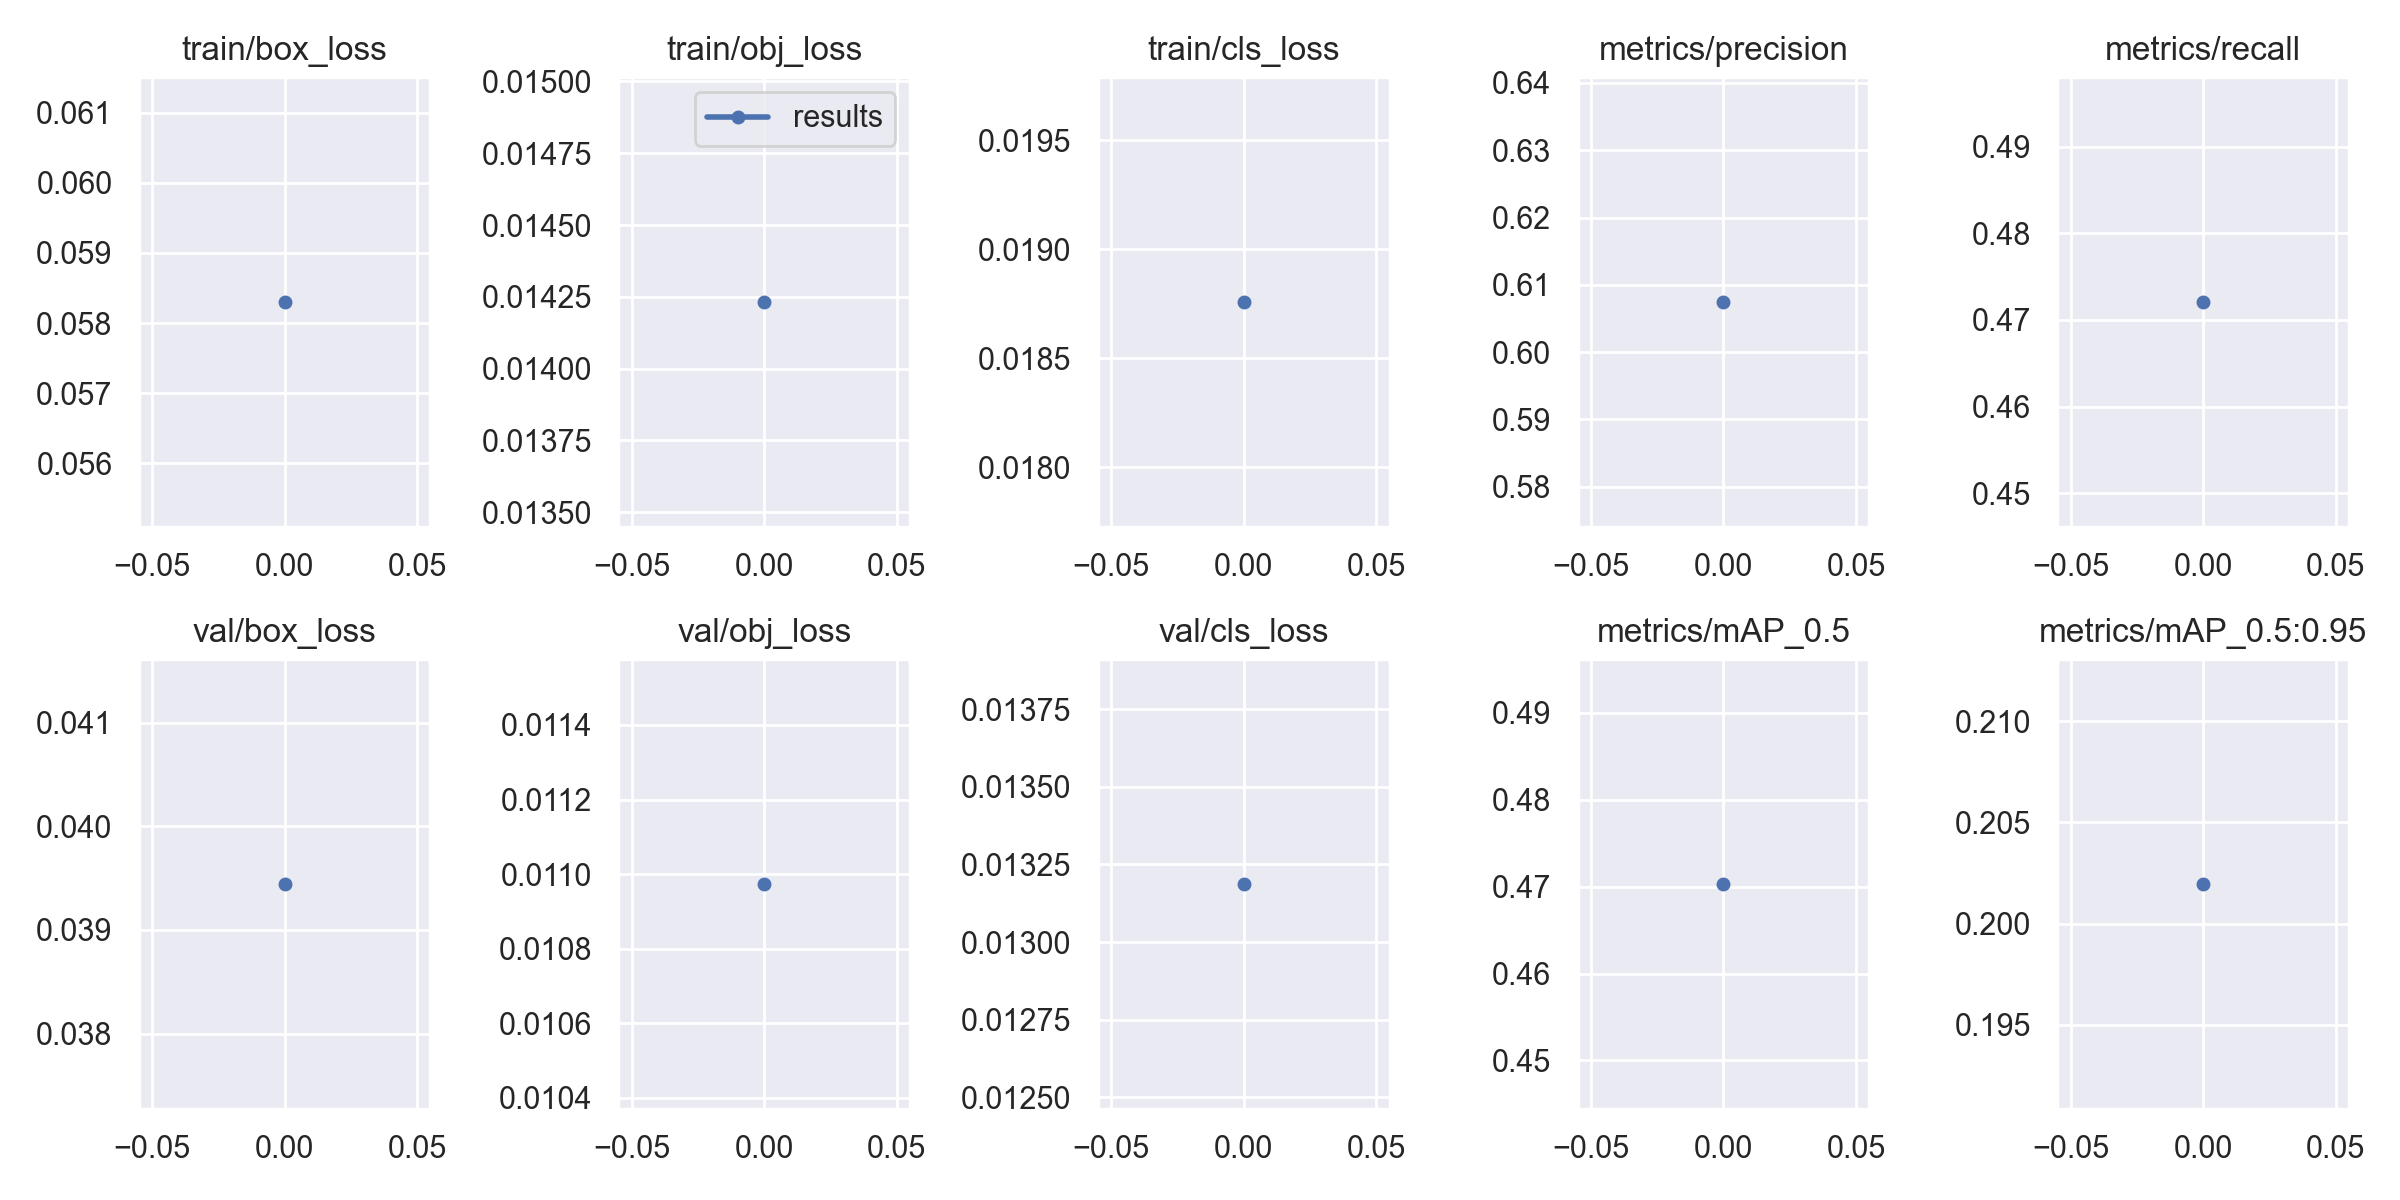 train/box_loss
0.061
0.060
0.059
0.058
0.057
0.056
−0.05 0.00 0.05
train/obj_loss
results
0.01500
0.01475
0.01450
0.01425
0.01400
0.01375
0.01350
−0.05 0.00 0.05
train/cls_loss
0.0195
0.0190
0.0185
0.0180
−0.05 0.00 0.05
metrics/precision
0.64
0.63
0.62
0.61
0.60
0.59
0.58
−0.05 0.00 0.05
metrics/recall
0.49
0.48
0.47
0.46
0.45
−0.05 0.00 0.05
val/box_loss
0.041
0.040
0.039
0.038
−0.05 0.00 0.05
val/obj_loss
0.0114
0.0112
0.0110
0.0108
0.0106
0.0104
−0.05 0.00 0.05
val/cls_loss
0.01375
0.01350
0.01325
0.01300
0.01275
0.01250
−0.05 0.00 0.05
metrics/mAP_0.5
0.49
0.48
0.47
0.46
0.45
−0.05 0.00 0.05
metrics/mAP_0.5:0.95
0.210
0.205
0.200
0.195
−0.05 0.00 0.05